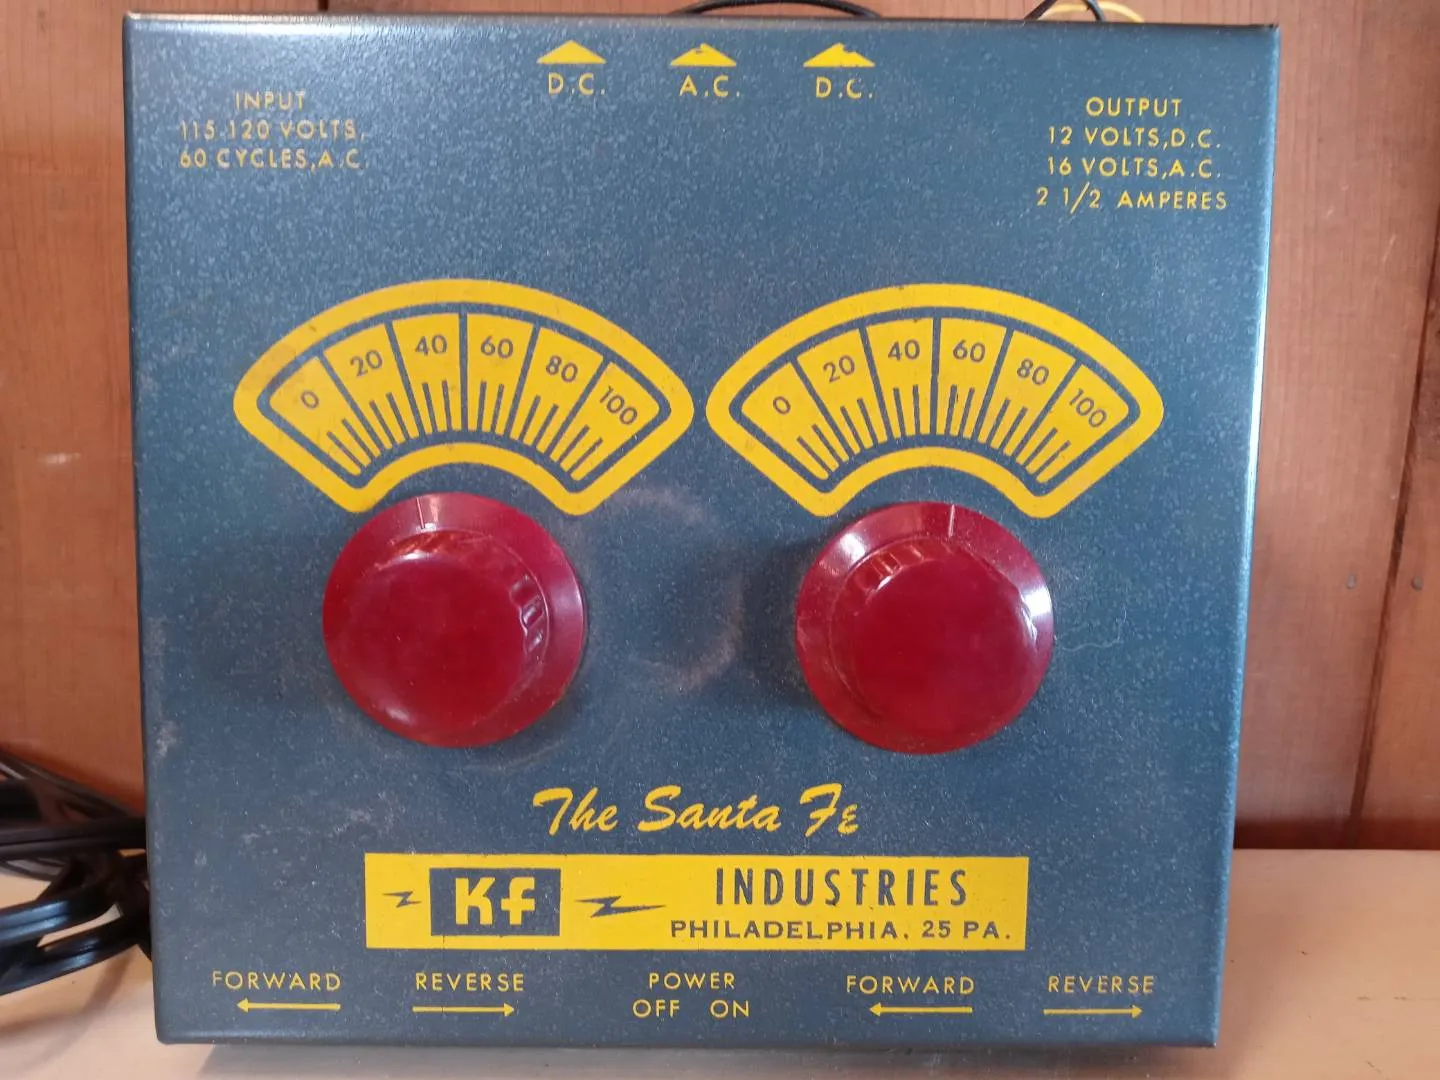 D.C. A.C. D.C.
INPUT
115-120 VOLTS,
60 CYCLES,A.C.
OUTPUT
12 VOLTS,D.C.
16 VOLTS,A.C.
2 1/2 AMPERES
0 20 40 60 80 100
0 20 40 60 80 100
The Santa Fe
Kf INDUSTRIES
PHILADELPHIA, 25 PA.
FORWARD REVERSE
POWER
OFF ON
FORWARD REVERSE